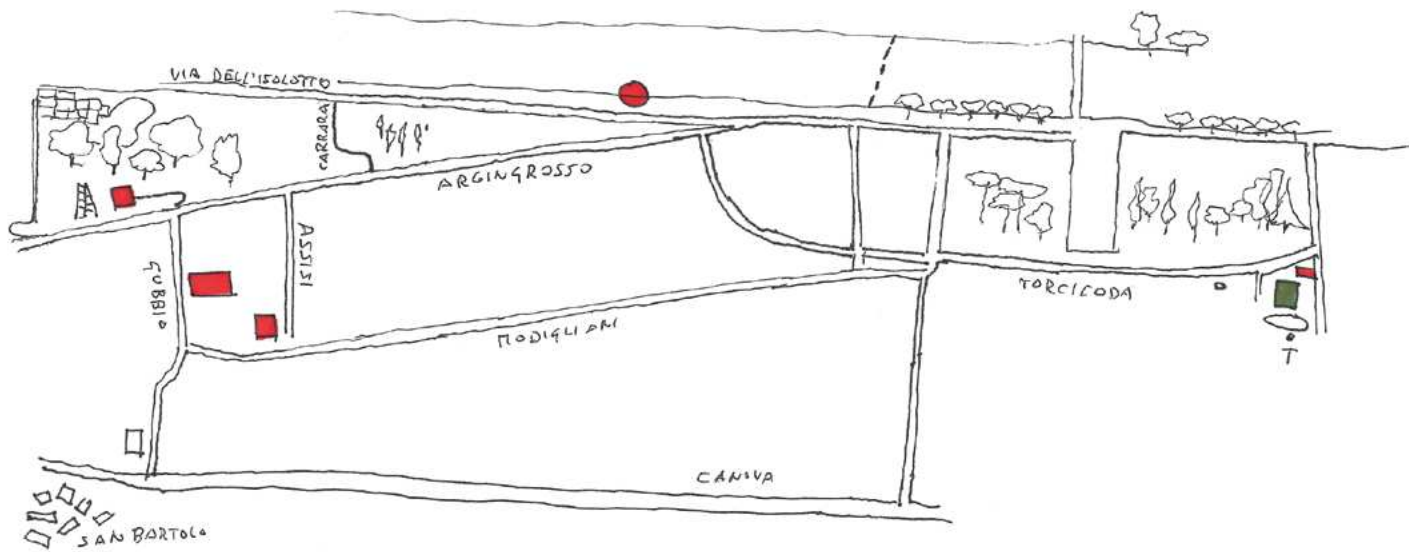 VIA DELL'ISOLOTTO
CARRARA
ARGINGROSSO
ASSISI
GUBBIO
TORCICODA
MODIGLIANI
T
CANOVA
SAN BARTOLO